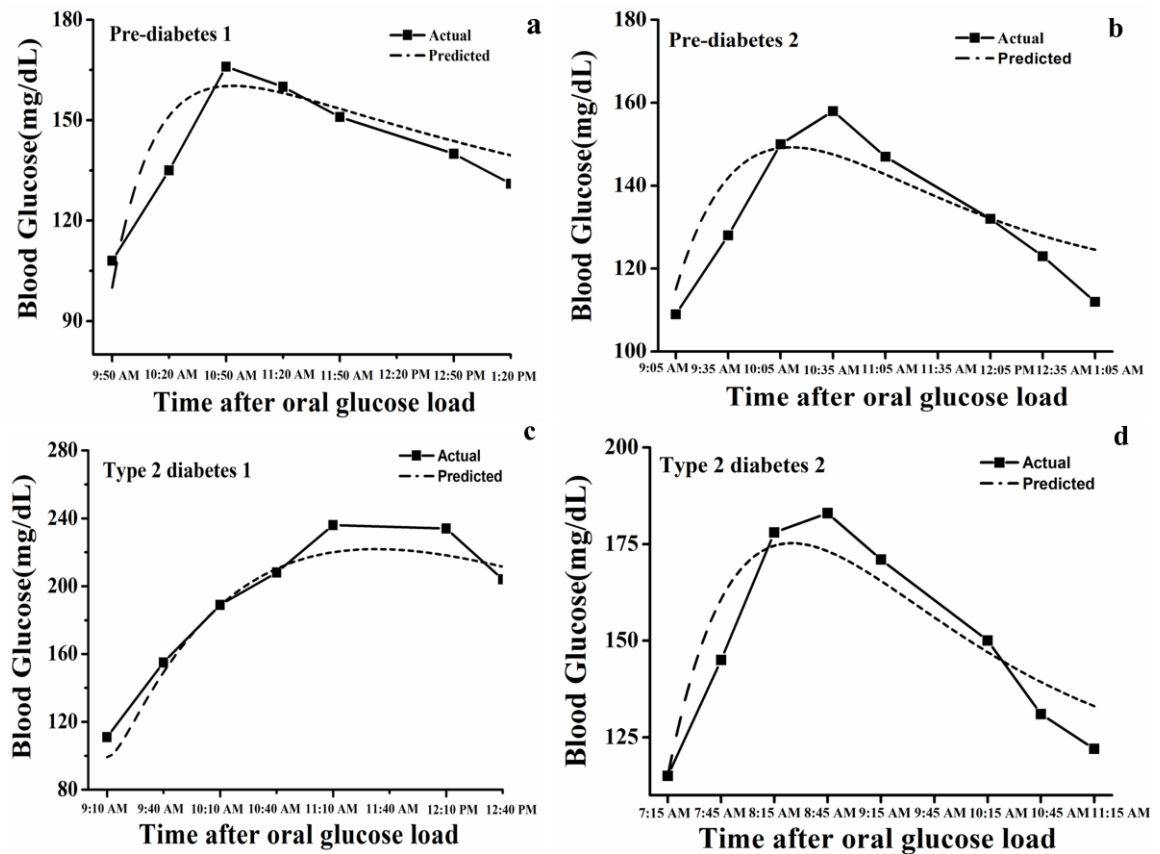 a
Pre-diabetes 1
Actual
Predicted
180
150
120
90
Blood Glucose(mg/dL)
9:50 AM 10:20 AM 10:50 AM 11:20 AM 11:50 AM 12:20 PM 12:50 PM 1:20 PM
Time after oral glucose load
b
Pre-diabetes 2
Actual
Predicted
180
160
140
120
100
Blood Glucose(mg/dL)
9:05 AM 9:35 AM 10:05 AM 10:35 AM 11:05 AM 11:35 AM 12:05 PM 12:35 AM 11:05 AM
Time after oral glucose load
c
Type 2 diabetes 1
Actual
Predicted
280
240
200
160
120
80
Blood Glucose(mg/dL)
9:10 AM 9:40 AM 10:10 AM 10:40 AM 11:10 AM 11:40 AM 12:10 PM 12:40 PM
Time after oral glucose load
d
Type 2 diabetes 2
Actual
Predicted
200
175
150
125
Blood Glucose(mg/dL)
7:15 AM 7:45 AM 8:15 AM 8:45 AM 9:15 AM 9:45 AM 10:15 AM 10:45 AM 11:15 AM
Time after oral glucose load